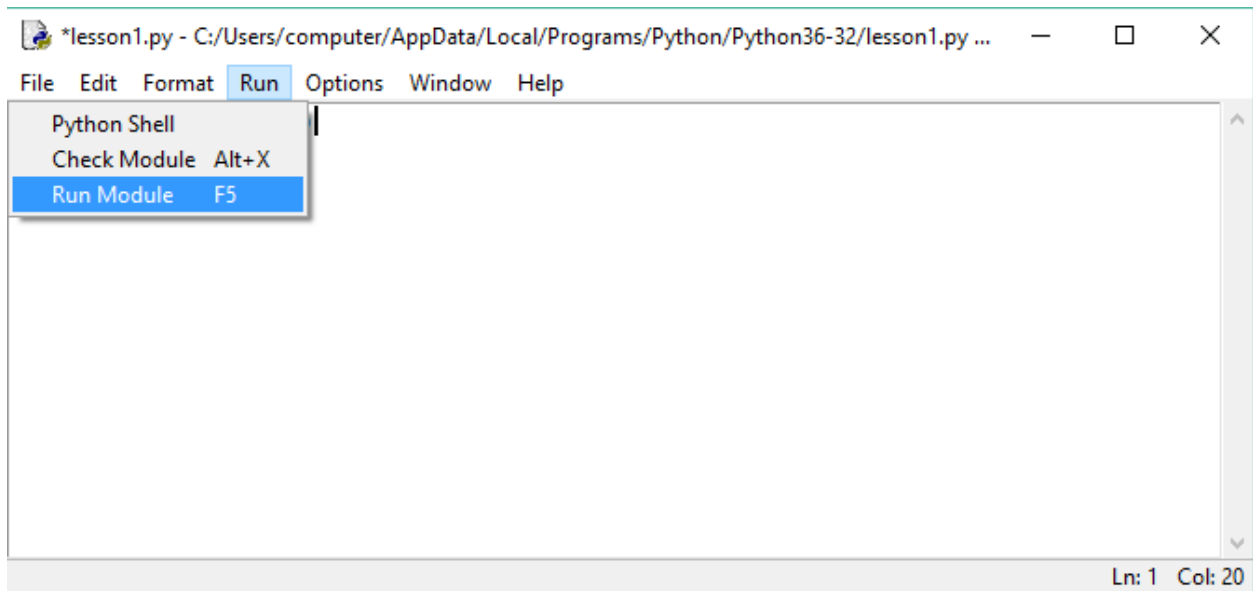 *lesson1.py - C:/Users/computer/AppData/Local/Programs/Python/Python36-32/lesson1.py ...
File Edit Format Run Options Window Help
Python Shell
Check Module Alt+X
Run Module F5
Ln: 1 Col: 20